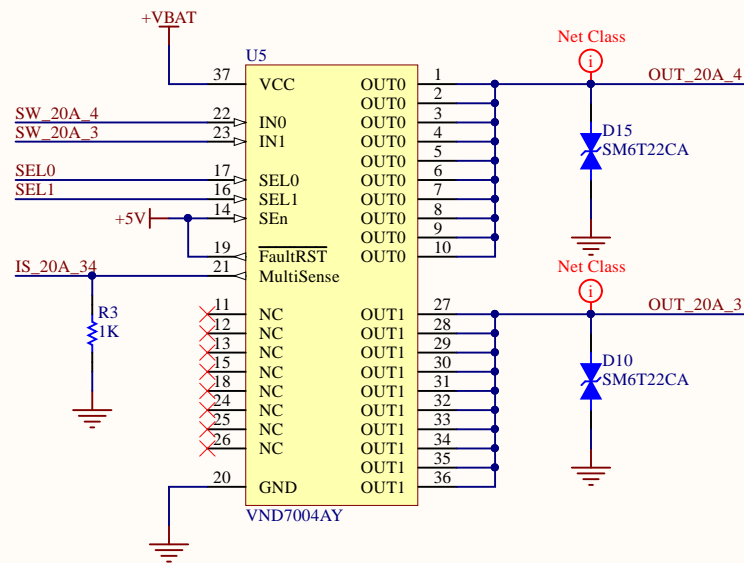 +VBAT
U5
Net Class
i
37 VCC OUT0 1 OUT_20A_4
OUT0 2
SW_20A_4 22 IN0 OUT0 3
SW_20A_3 23 IN1 OUT0 4
D15
SM6T22CA
OUT0 5
SEL0 17 SEL0 OUT0 6
SEL1 16 SEL1 OUT0 7
+5V 14 SEn OUT0 8
OUT0 9
19 FaultRST OUT0 10
IS_20A_34 21 MultiSense
Net Class
i
R3
1K
11 NC OUT1 27 OUT_20A_3
12 NC OUT1 28
13 NC OUT1 29
15 NC OUT1 30
D10
SM6T22CA
18 NC OUT1 31
24 NC OUT1 32
25 NC OUT1 33
26 NC OUT1 34
OUT1 35
20 GND OUT1 36
VND7004AY